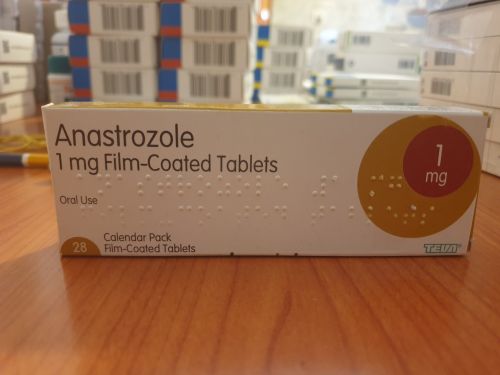 Anastrozole
1 mg Film-Coated Tablets
1
mg
Oral Use
28
Calendar Pack
Film-Coated Tablets
TEVA